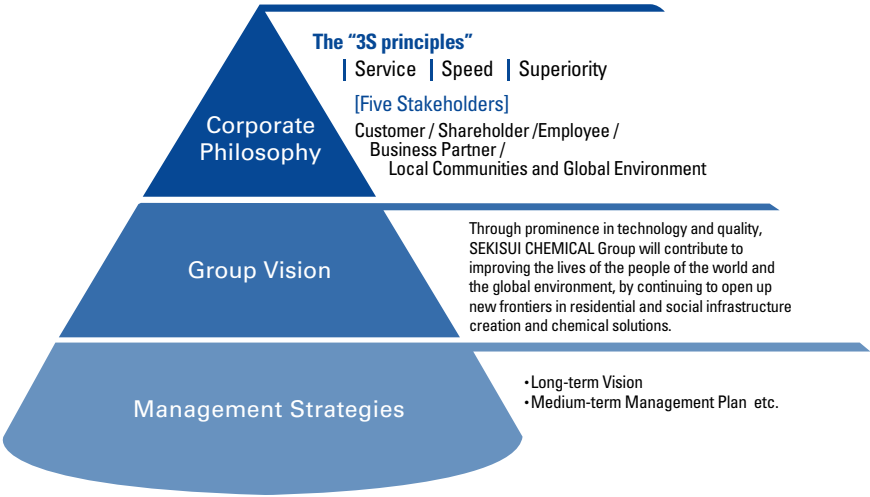 The “3S principles”
Service Speed Superiority
[Five Stakeholders]
Customer / Shareholder /Employee /
Business Partner /
Local Communities and Global Environment
Corporate
Philosophy
Through prominence in technology and quality,
SEKISUI CHEMICAL Group will contribute to
improving the lives of the people of the world and
the global environment, by continuing to open up
new frontiers in residential and social infrastructure
creation and chemical solutions.
Group Vision
・Long-term Vision
・Medium-term Management Plan etc.
Management Strategies